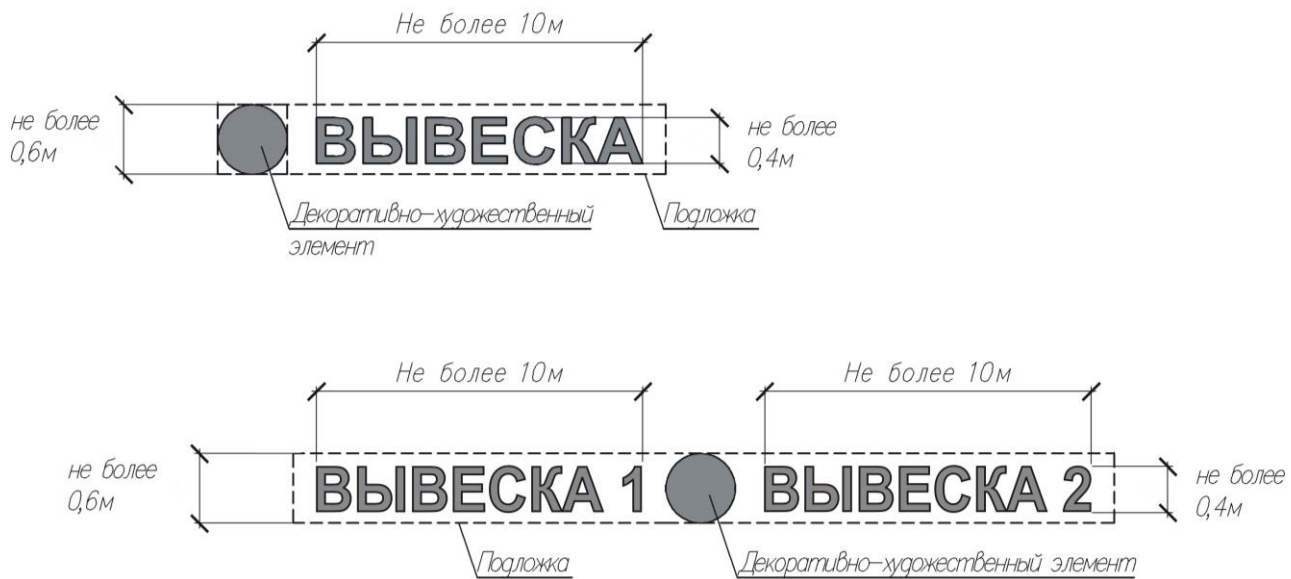 Не более 10м
не более
0,6м
ВЫВЕСКА
не более
0,4м
Декоративно-художественный
элемент
Подложка
Не более 10м
Не более 10м
не более
0,6м
ВЫВЕСКА 1
ВЫВЕСКА 2
не более
0,4м
Подложка
Декоративно-художественный элемент